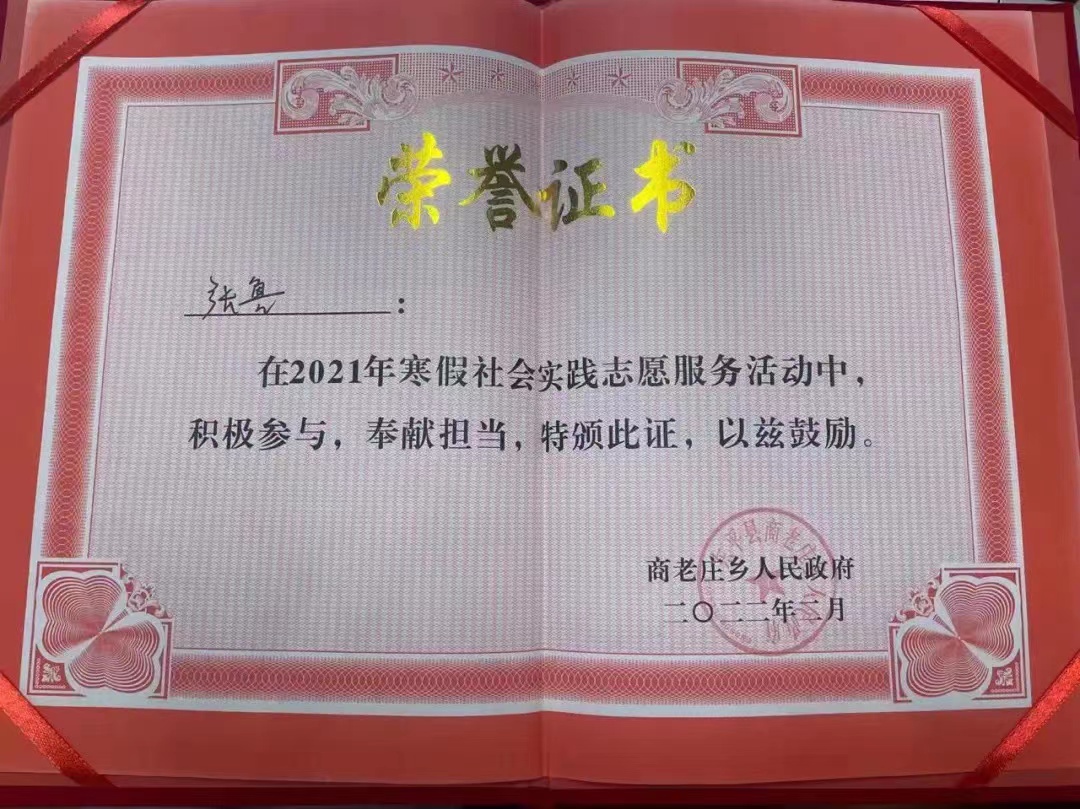 荣誉证书
张真：
在2021年寒假社会实践志愿服务活动中，
积极参与，奉献担当，特颁此证，以兹鼓励。
商老庄乡人民政府
二〇二二年二月